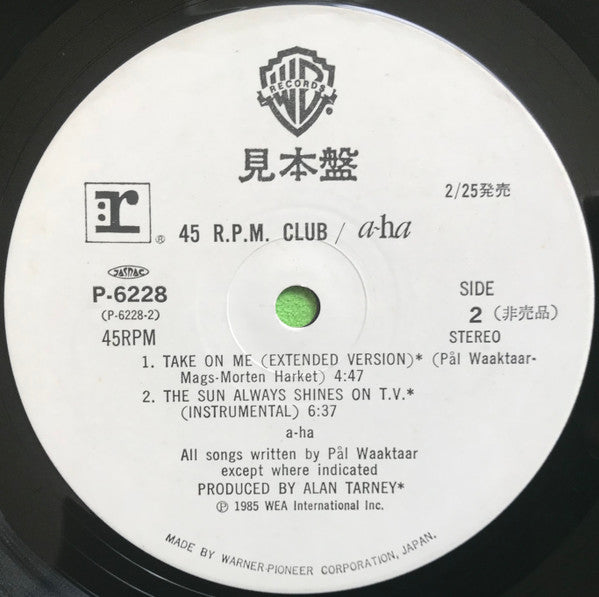 WB
RECORDS
見本盤
2/25発売
r
®
45 R.P.M. CLUB / a-ha
JASRAC
P-6228
(P-6228-2)
45RPM
SIDE
2 (非売品)
STEREO
1. TAKE ON ME (EXTENDED VERSION)* (Pål Waaktaar-
Mags-Morten Harket) 4:47
2. THE SUN ALWAYS SHINES ON T.V.*
(INSTRUMENTAL) 6:37
a-ha
All songs written by Pål Waaktaar
except where indicated
PRODUCED BY ALAN TARNEY*
℗ 1985 WEA International Inc.
MADE BY WARNER-PIONEER CORPORATION, JAPAN.